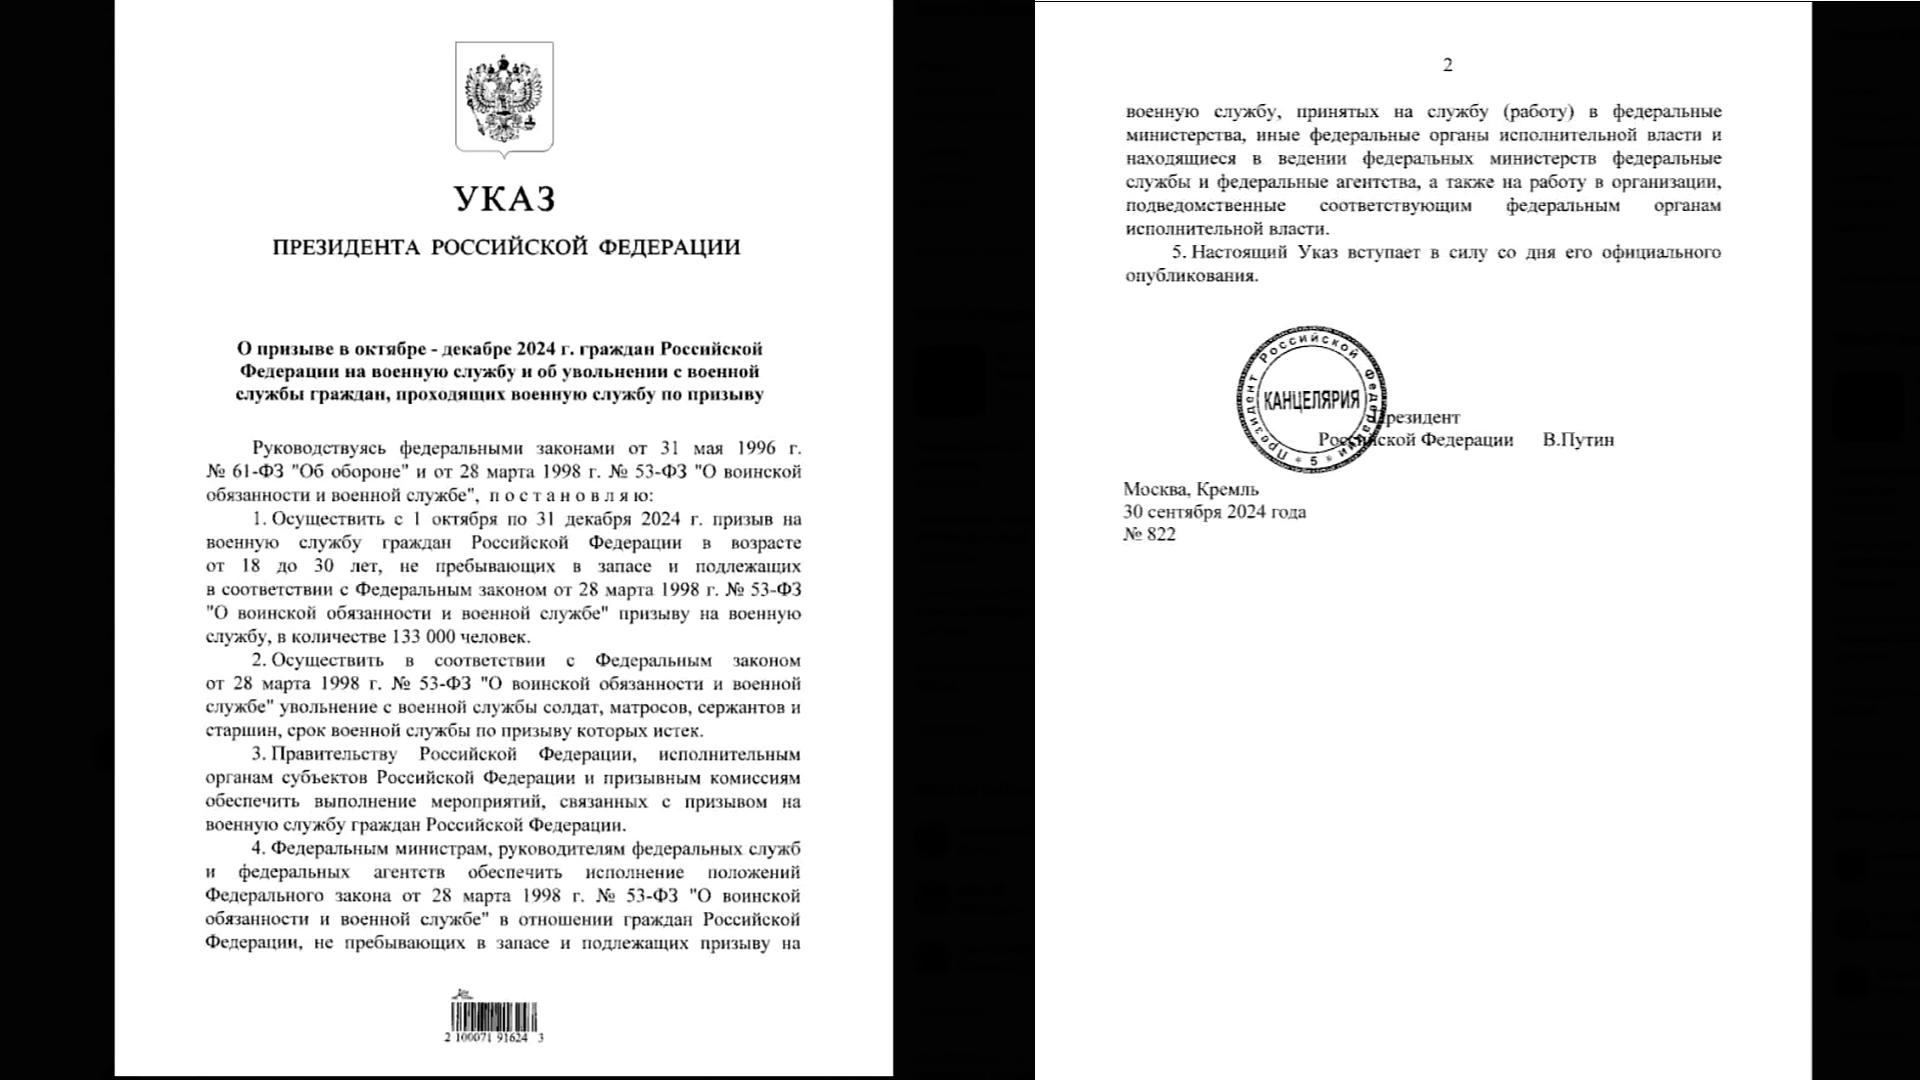 УКАЗ
ПРЕЗИДЕНТА РОССИЙСКОЙ ФЕДЕРАЦИИ
О призыве в октябре - декабре 2024 г. граждан Российской
Федерации на военную службу и об увольнении с военной
службы граждан, проходящих военную службу по призыву
Руководствуясь федеральными законами от 31 мая 1996 г.
№ 61-ФЗ "Об обороне" и от 28 марта 1998 г. № 53-ФЗ "О воинской
обязанности и военной службе", п о с т а н о в л я ю:
1. Осуществить с 1 октября по 31 декабря 2024 г. призыв на
военную службу граждан Российской Федерации в возрасте
от 18 до 30 лет, не пребывающих в запасе и подлежащих
в соответствии с Федеральным законом от 28 марта 1998 г. № 53-ФЗ
"О воинской обязанности и военной службе" призыву на военную
службу, в количестве 133 000 человек.
2. Осуществить в соответствии с Федеральным законом
от 28 марта 1998 г. № 53-ФЗ "О воинской обязанности и военной
службе" увольнение с военной службы солдат, матросов, сержантов и
старшин, срок военной службы по призыву которых истек.
3. Правительству Российской Федерации, исполнительным
органам субъектов Российской Федерации и призывным комиссиям
обеспечить выполнение мероприятий, связанных с призывом на
военную службу граждан Российской Федерации.
4. Федеральным министрам, руководителям федеральных служб
и федеральных агентств обеспечить исполнение положений
Федерального закона от 28 марта 1998 г. № 53-ФЗ "О воинской
обязанности и военной службе" в отношении граждан Российской
Федерации, не пребывающих в запасе и подлежащих призыву на
2 100071 91624 3
2
военную службу, принятых на службу (работу) в федеральные
министерства, иные федеральные органы исполнительной власти и
находящиеся в ведении федеральных министерств федеральные
службы и федеральные агентства, а также на работу в организации,
подведомственные соответствующим федеральным органам
исполнительной власти.
5. Настоящий Указ вступает в силу со дня его официального
опубликования.
Президент Российской Федерации * 5 *
КАНЦЕЛЯРИЯ
Президент
Российской Федерации В.Путин
Москва, Кремль
30 сентября 2024 года
№ 822